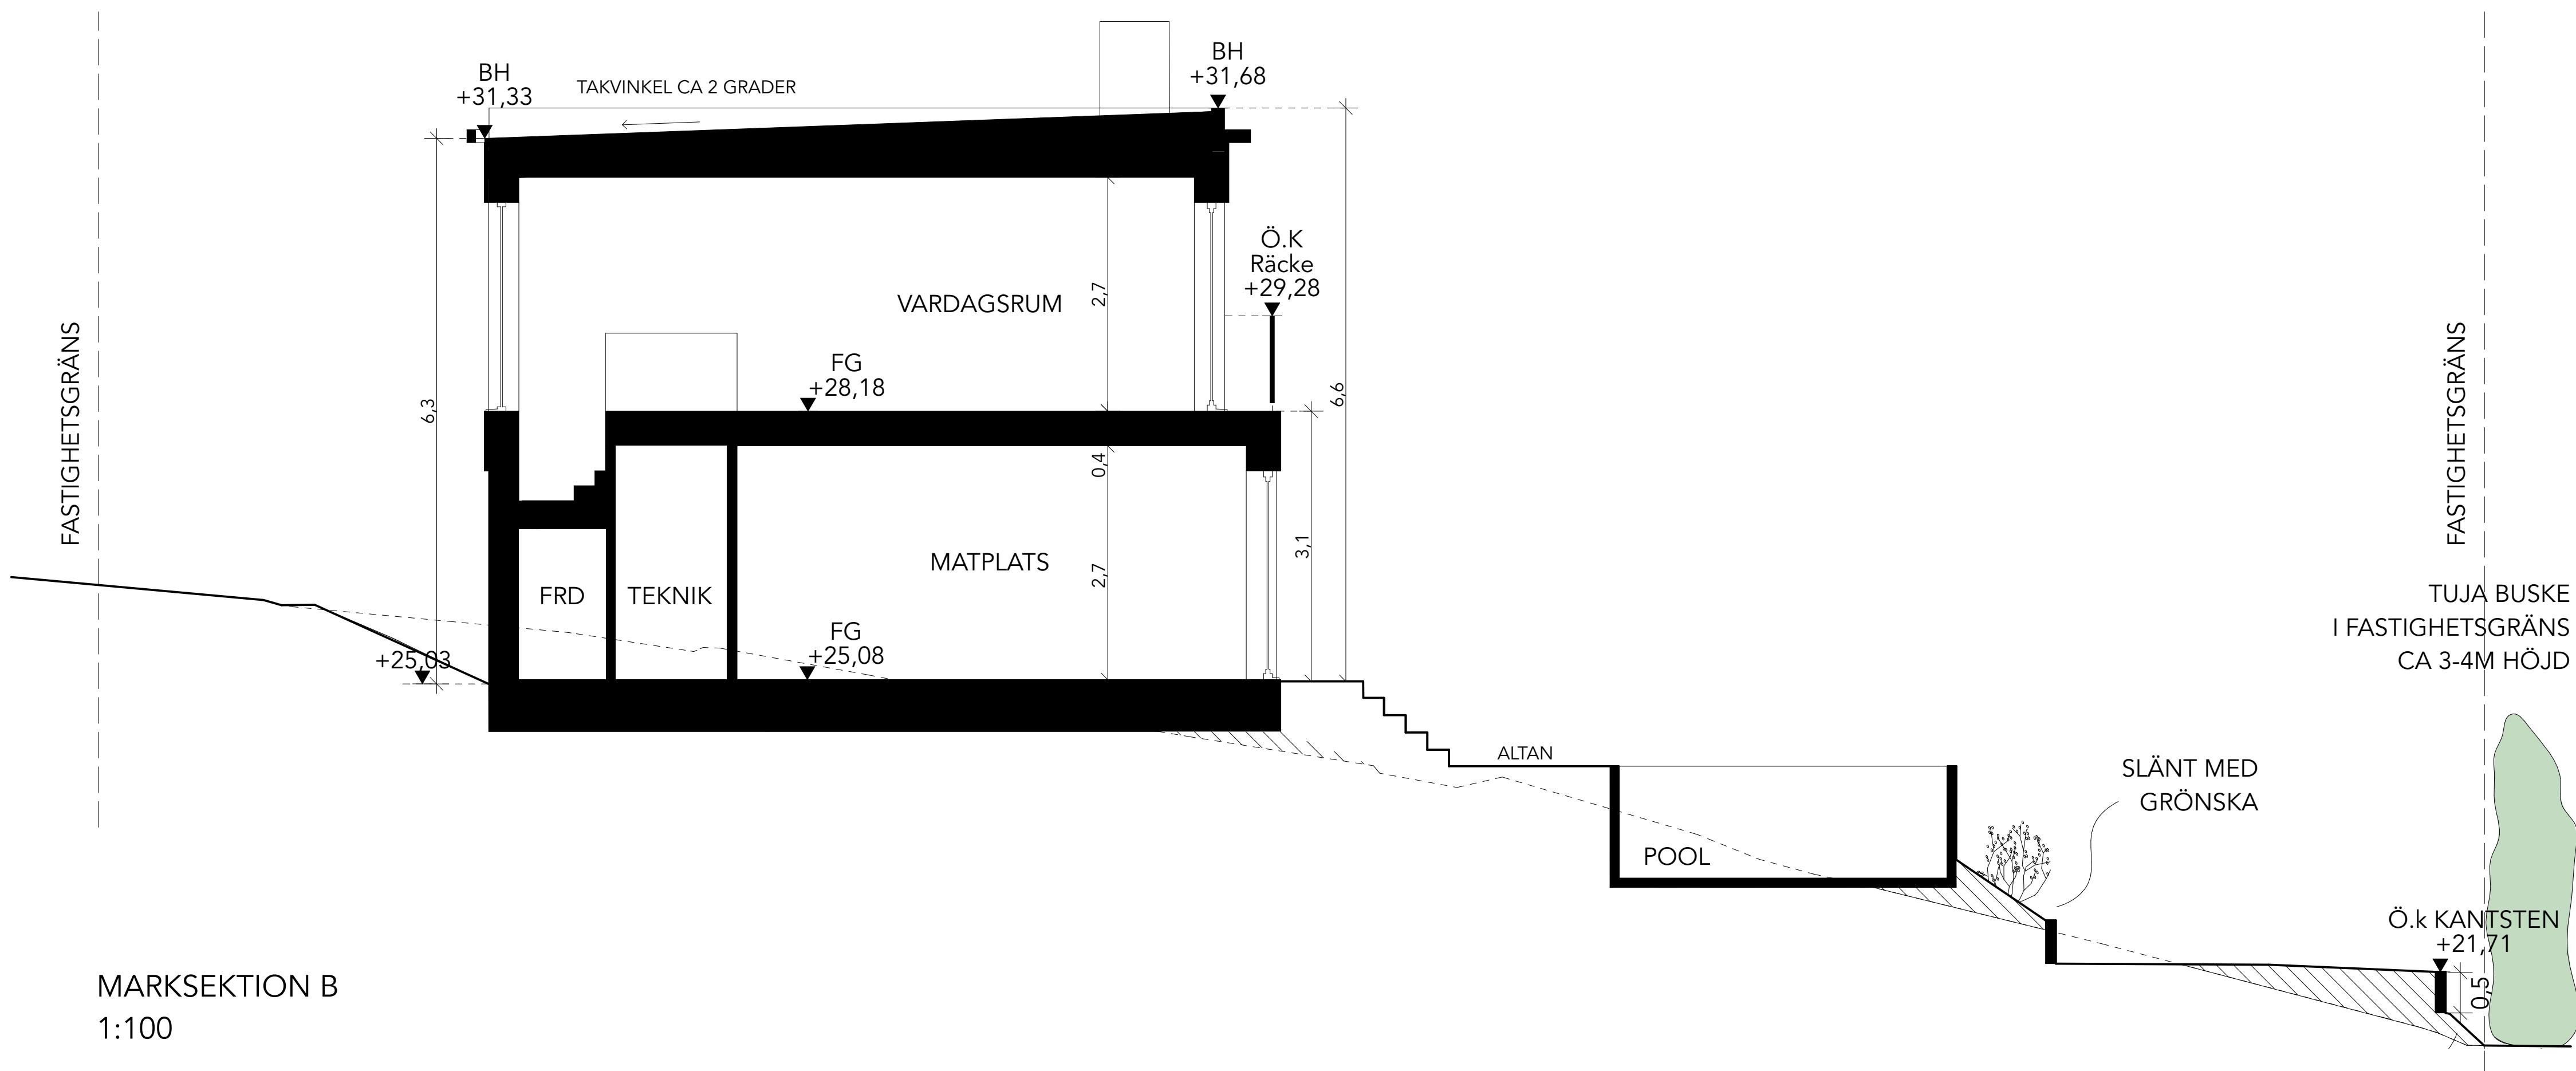 BH
+31,33
TAKVINKEL CA 2 GRADER
BH
+31,68
Ö.K
Räcke
+29,28
VARDAGSRUM
2,7
FG
+28,18
6,3
6,6
FASTIGHETSGRÄNS
FASTIGHETSGRÄNS
0,4
MATPLATS
2,7
3,1
FRD
TEKNIK
FG
+25,08
+25,03
TUJA BUSKE
I FASTIGHETSGRÄNS
CA 3-4M HÖJD
ALTAN
POOL
SLÄNT MED
GRÖNSKA
Ö.k KANTSTEN
+21,71
0,5
MARKSEKTION B
1:100